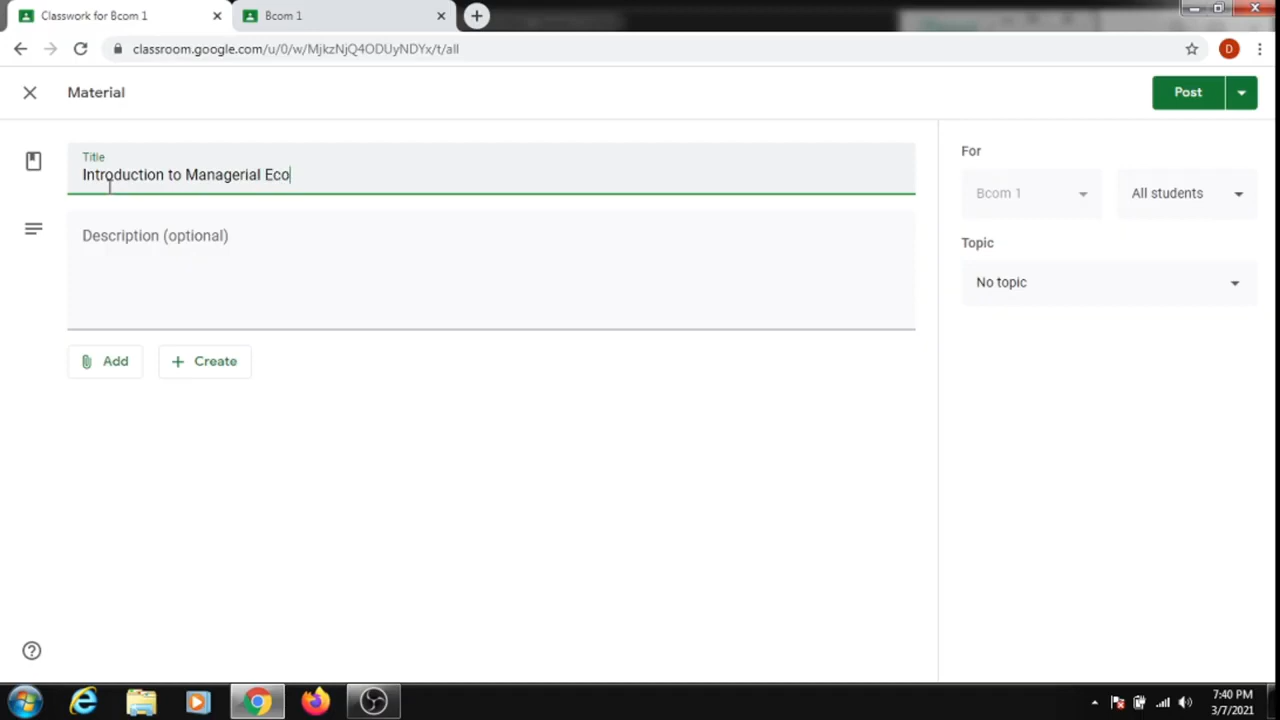 Classwork for Bcom 1
Bcom 1
classroom.google.com/u/0/w/MjkzNjQ4ODUyNDYx/t/all
D
Material
Post
Title
Introduction to Managerial Eco
Description (optional)
Add
Create
For
Bcom 1
All students
Topic
No topic
7:40 PM
3/7/2021